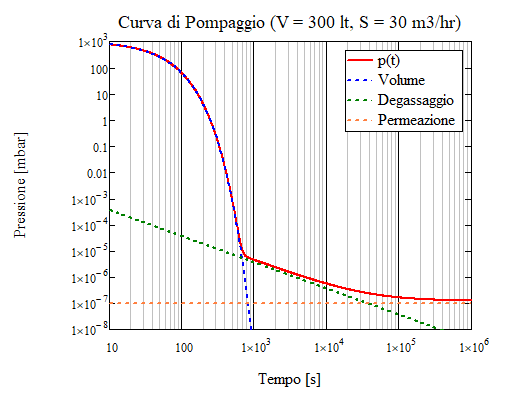 Curva di Pompaggio (V = 300 lt, S = 30 m3/hr)
p(t)
Volume
Degassaggio
Permeazione
Pressione [mbar]
1×10³
100
10
1
0.1
0.01
1×10⁻³
1×10⁻⁴
1×10⁻⁵
1×10⁻⁶
1×10⁻⁷
1×10⁻⁸
10 100 1×10³ 1×10⁴ 1×10⁵ 1×10⁶
Tempo [s]